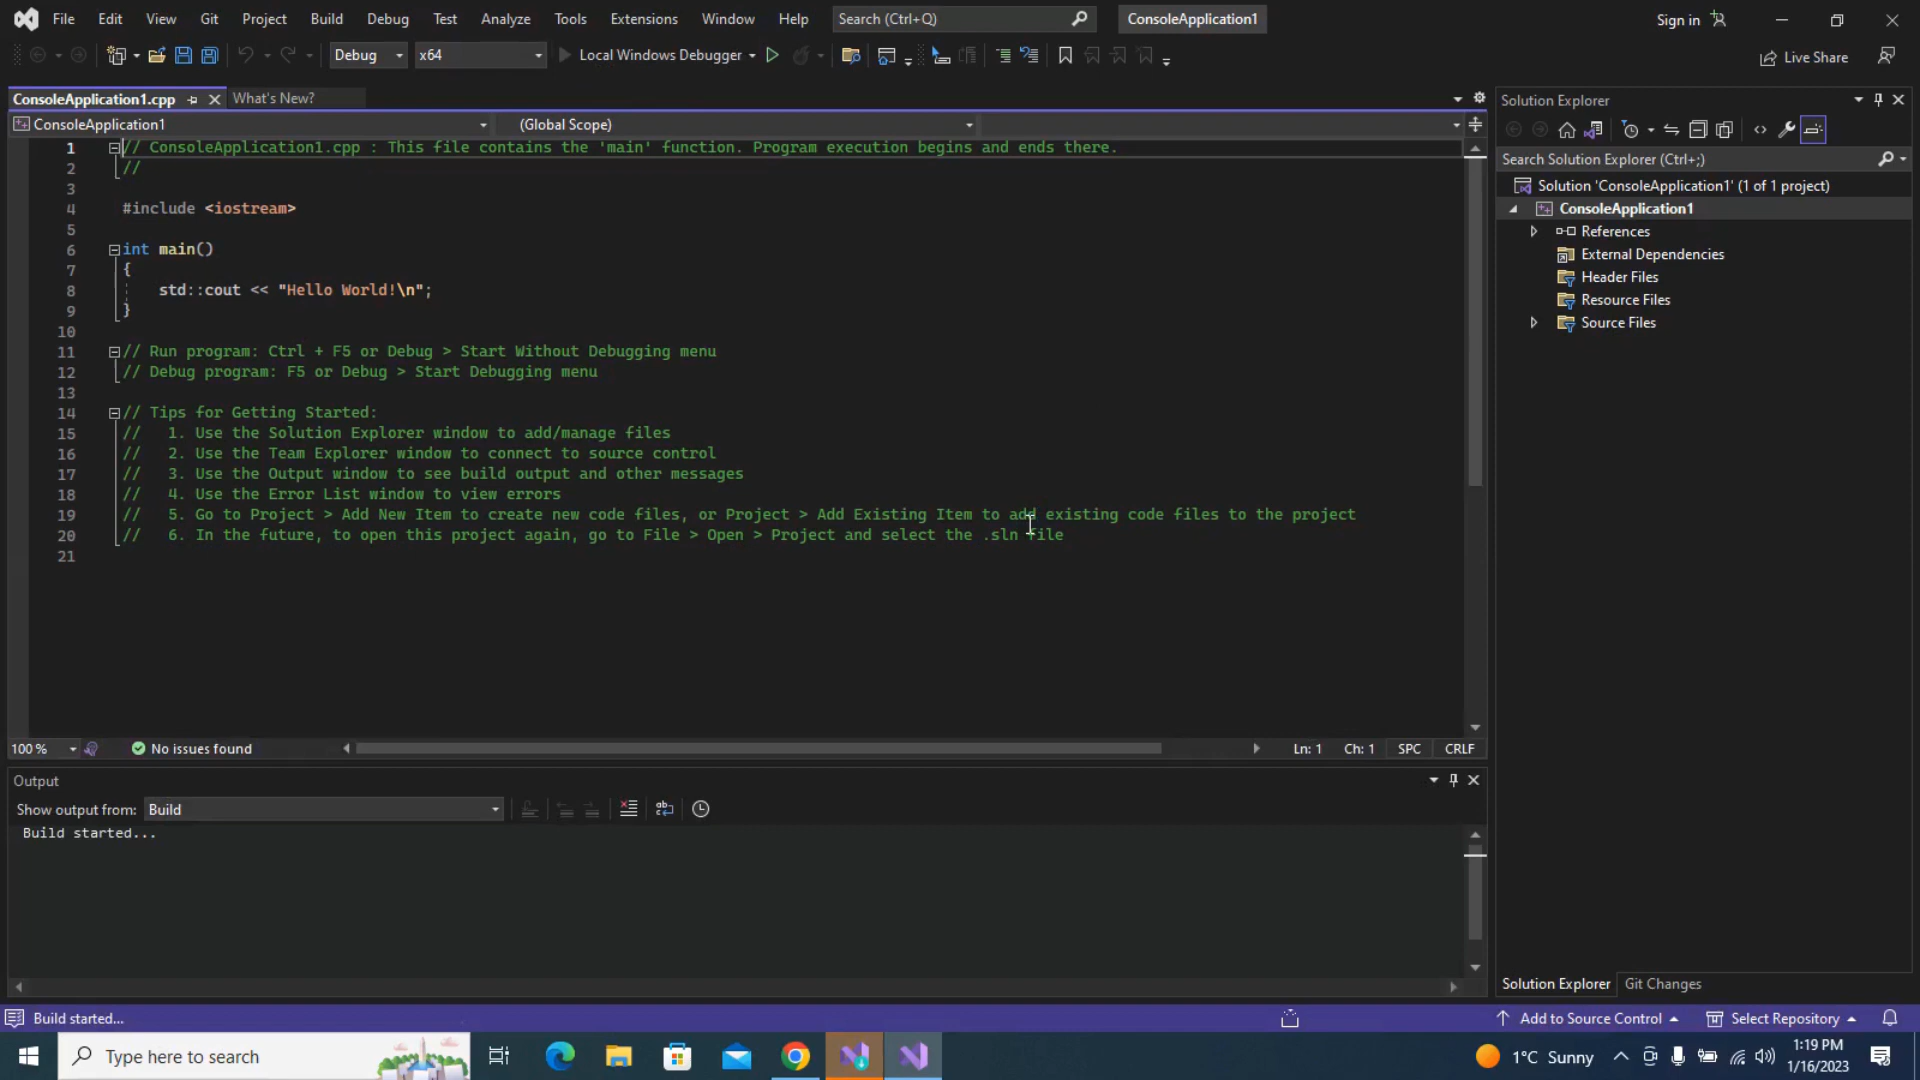 File Edit View Git Project Build Debug Test Analyze Tools Extensions Window Help Search (Ctrl+Q) ConsoleApplication1 Sign in
Debug x64 Local Windows Debugger Live Share
ConsoleApplication1.cpp What's New?
ConsoleApplication1 (Global Scope)
1 // ConsoleApplication1.cpp : This file contains the 'main' function. Program execution begins and ends there.
2 //
3
4 #include <iostream>
5
6 int main()
7 {
8 std::cout << "Hello World!\n";
9 }
10
11 // Run program: Ctrl + F5 or Debug > Start Without Debugging menu
12 // Debug program: F5 or Debug > Start Debugging menu
13
14 // Tips for Getting Started:
15 // 1. Use the Solution Explorer window to add/manage files
16 // 2. Use the Team Explorer window to connect to source control
17 // 3. Use the Output window to see build output and other messages
18 // 4. Use the Error List window to view errors
19 // 5. Go to Project > Add New Item to create new code files, or Project > Add Existing Item to add existing code files to the project
20 // 6. In the future, to open this project again, go to File > Open > Project and select the .sln file
21
100 % No issues found Ln: 1 Ch: 1 SPC CRLF
Output
Show output from: Build
Build started...
Solution Explorer
Search Solution Explorer (Ctrl+;)
Solution 'ConsoleApplication1' (1 of 1 project)
ConsoleApplication1
References
External Dependencies
Header Files
Resource Files
Source Files
Solution Explorer Git Changes
Build started... Add to Source Control Select Repository
Type here to search 1°C Sunny 1:19 PM
1/16/2023